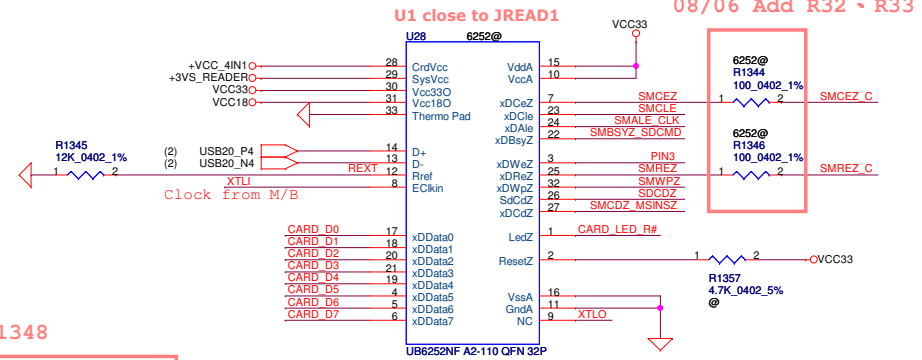 08/06 Add R32、R33
U1 close to JREAD1
U28 6252@
VCC33
+VCC_4IN1 28 CrdVcc VddA 15
+3VS_READER 29 SysVcc VccA 10
VCC33 30 Vcc33O
VCC18 31 Vcc18O xDCeZ 7 SMCEZ
33 Thermo Pad xDCle 23 SMCLE
xDAle 24 SMALE_CLK
xDBsyZ 22 SMBSYZ_SDCMD
6252@
R1344
100_0402_1%
1 2 SMCEZ_C
R1345
12K_0402_1%
1 2
(2) USB20_P4 14 D+
(2) USB20_N4 13 D-
REXT 12 Rref
XTLI 8 EClkin
Clock from M/B
xDWeZ 3 PIN3
xDReZ 25 SMREZ
xDWpZ 32 SMWPZ
SdCdZ 26 SDCDZ
xDCdZ 27 SMCDZ_MSINSZ
6252@
R1346
100_0402_1%
1 2 SMREZ_C
CARD_D0 17 xDData0 LedZ 1 CARD_LED_R#
CARD_D1 18 xDData1
CARD_D2 20 xDData2 ResetZ 2
CARD_D3 21 xDData3
CARD_D4 19 xDData4
CARD_D5 4 xDData5 VssA 16
CARD_D6 5 xDData6 GndA 11
CARD_D7 6 xDData7 NC 9 XTLO
1 2 VCC33
R1357
4.7K_0402_5%
@
1348
UB6252NF A2-110 QFN 32P